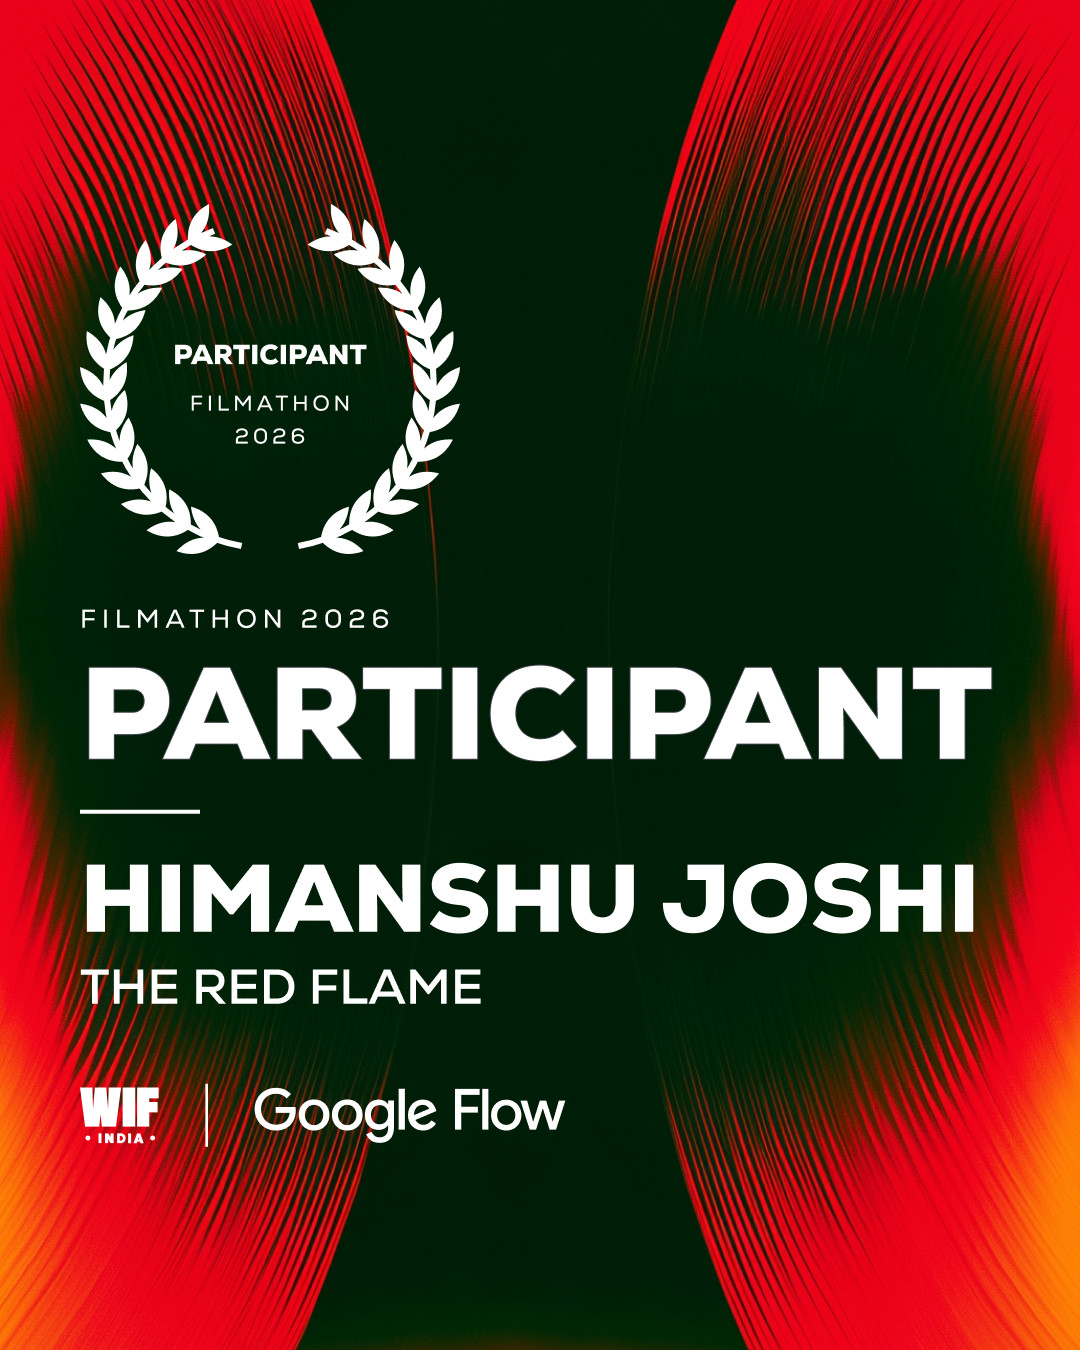 PARTICIPANT
FILMATHON
2026
FILMATHON 2026
PARTICIPANT
HIMANSHU JOSHI
THE RED FLAME
WIF
• INDIA •
Google Flow